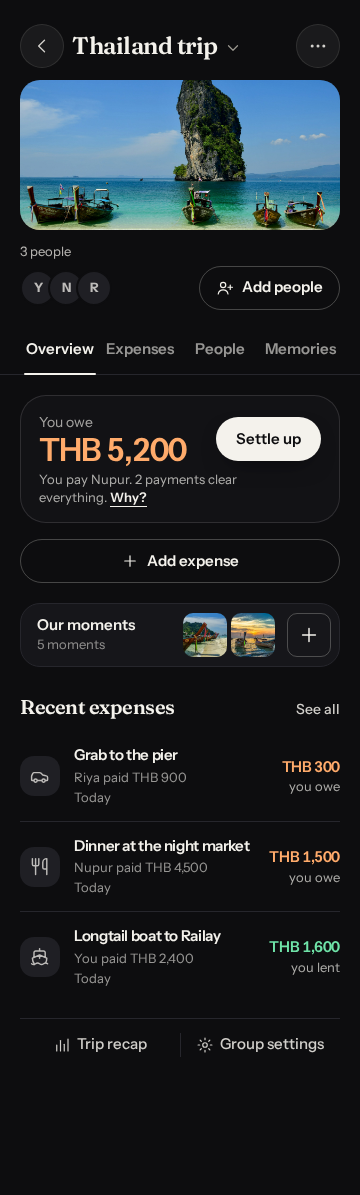 Thailand trip
3 people
Y N R
Add people
Overview Expenses People Memories
You owe
THB 5,200
Settle up
You pay Nupur. 2 payments clear
everything. Why?
Add expense
Our moments
5 moments
Recent expenses
See all
Grab to the pier
Riya paid THB 900
Today
THB 300
you owe
Dinner at the night market
Nupur paid THB 4,500
Today
THB 1,500
you owe
Longtail boat to Railay
You paid THB 2,400
Today
THB 1,600
you lent
Trip recap
Group settings